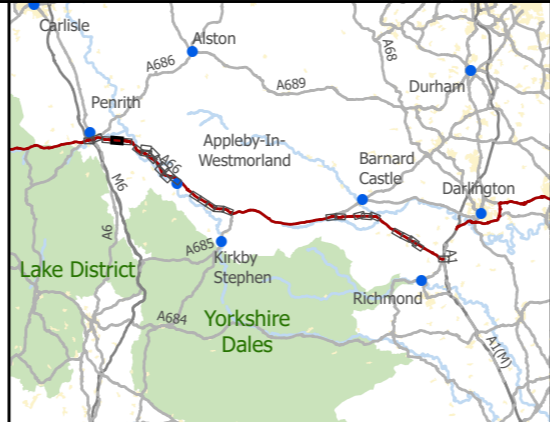 Carlisle
Alston
A68
A686
A689
Durham
Penrith
Appleby-In-
Westmorland
A66
Barnard
Castle
Darlington
M6
A6
A685
Kirkby
Stephen
A1
Lake District
Richmond
A684
Yorkshire
Dales
A1(M)